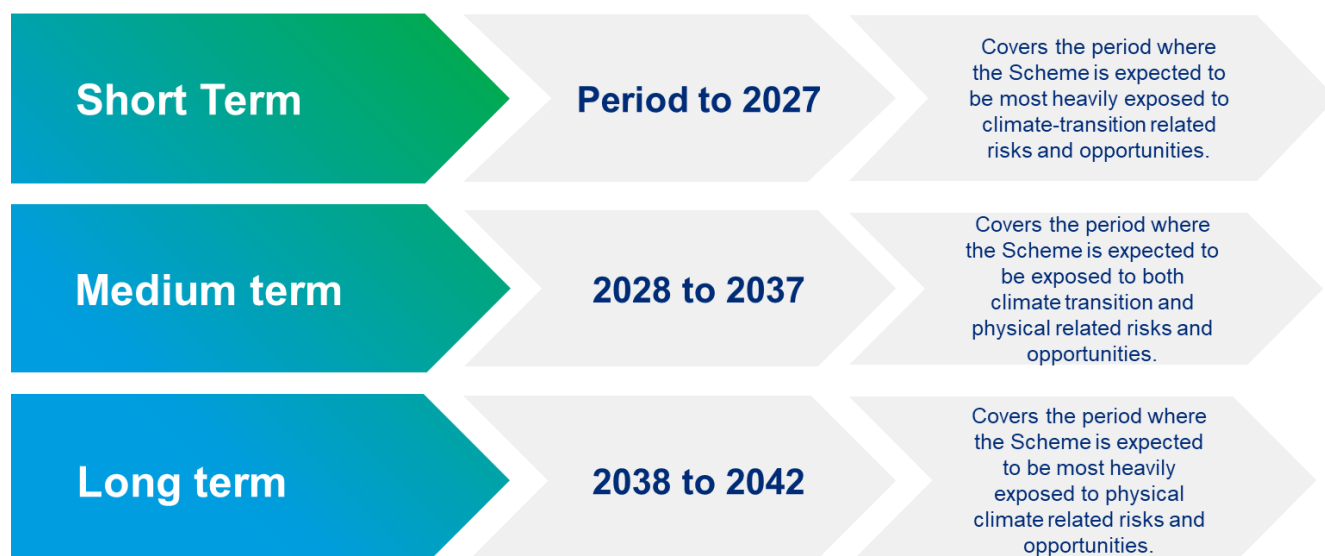 Short Term
Period to 2027
Covers the period where
the Scheme is expected to
be most heavily exposed to
climate-transition related
risks and opportunities.
Medium term
2028 to 2037
Covers the period where
the Scheme is expected to
be exposed to both
climate transition and
physical related risks and
opportunities.
Long term
2038 to 2042
Covers the period where
the Scheme is expected
to be most heavily
exposed to physical
climate related risks and
opportunities.